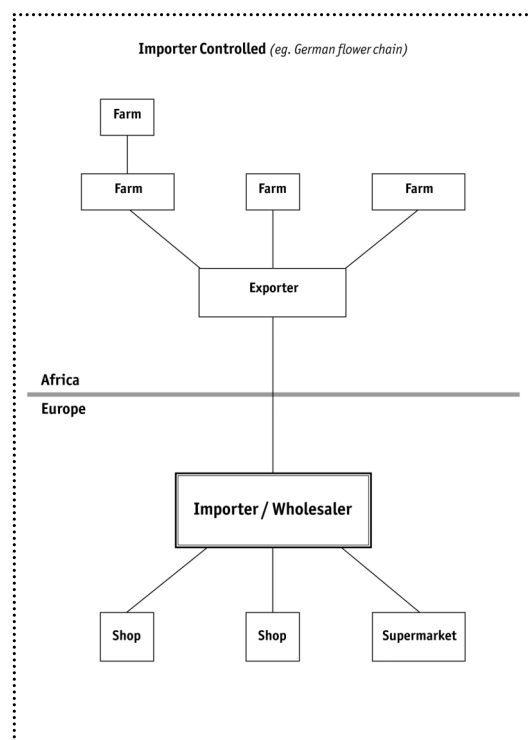 Importer Controlled (eg. German flower chain)
Farm
Farm Farm Farm
Exporter
Africa
Europe
Importer / Wholesaler
Shop Shop Supermarket